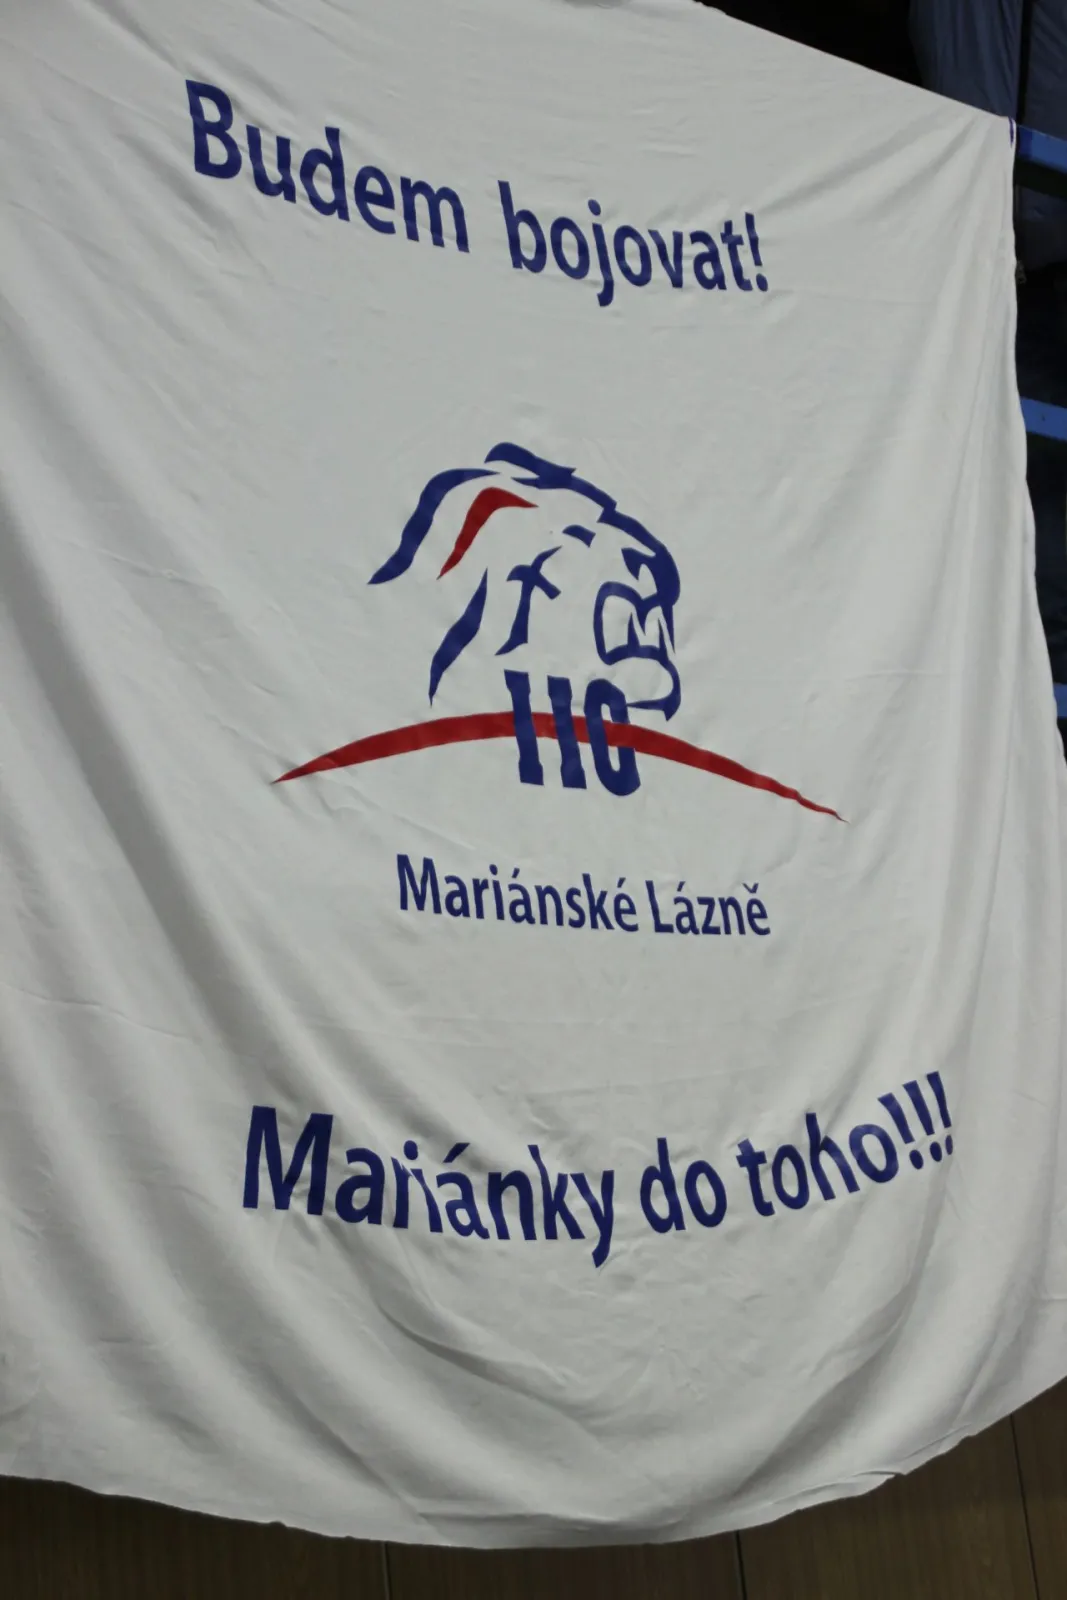 Budem bojovat!
HC
Mariánské Lázně
Mariánky do toho!!!